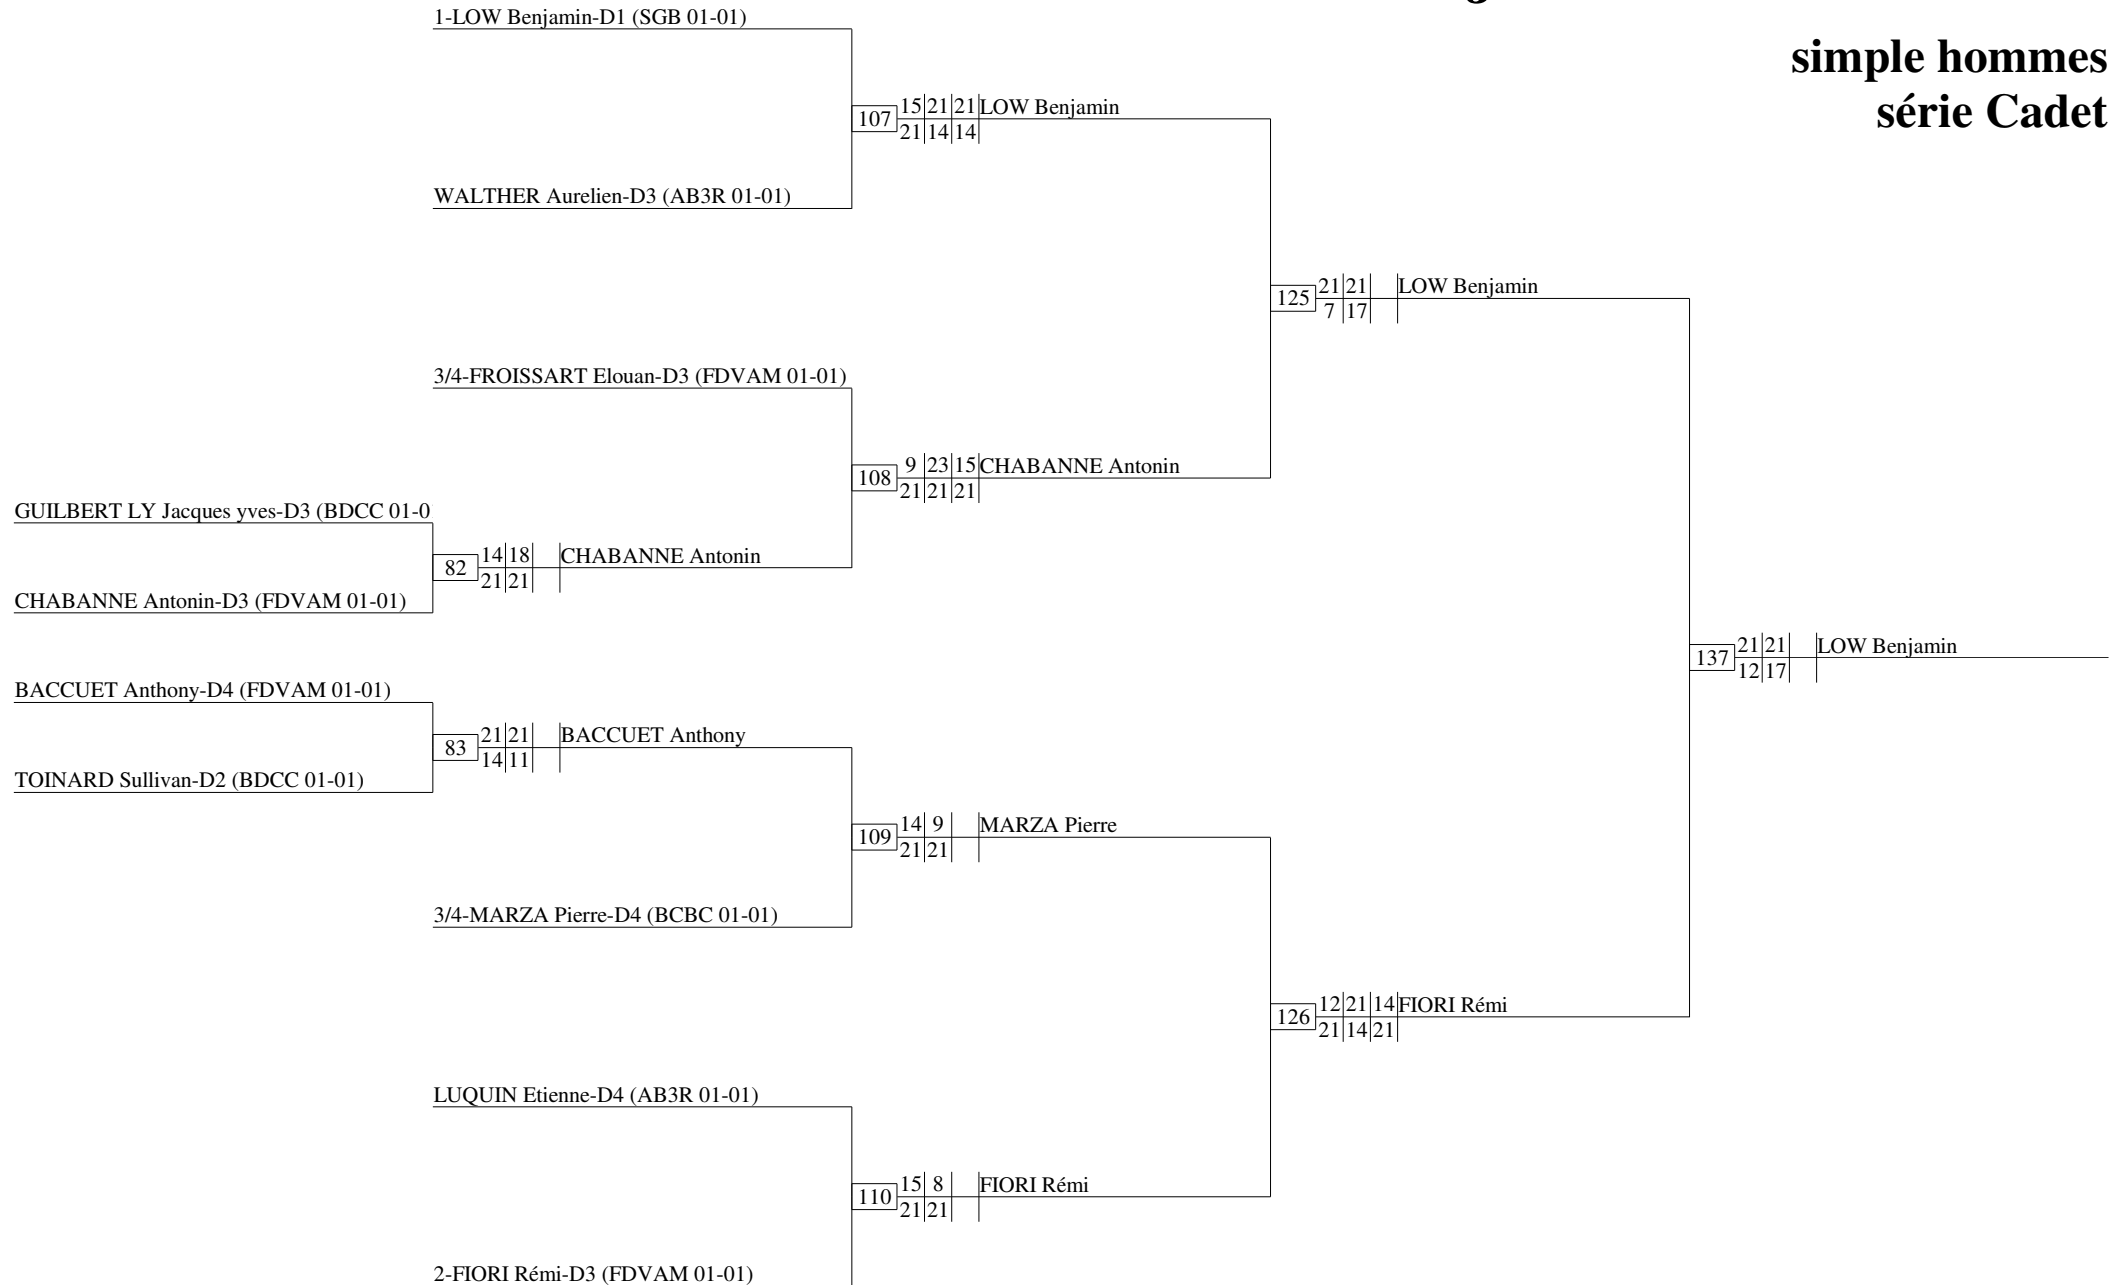 simple hommes
série Cadet
1-LOW Benjamin-D1 (SGB 01-01)
107
15 21 21
21 14 14
LOW Benjamin
WALTHER Aurelien-D3 (AB3R 01-01)
125
21 21
7 17
LOW Benjamin
3/4-FROISSART Elouan-D3 (FDVAM 01-01)
108
9 23 15
21 21 21
CHABANNE Antonin
GUILBERT LY Jacques yves-D3 (BDCC 01-0
82
14 18
21 21
CHABANNE Antonin
CHABANNE Antonin-D3 (FDVAM 01-01)
137
21 21
12 17
LOW Benjamin
BACCUET Anthony-D4 (FDVAM 01-01)
83
21 21
14 11
BACCUET Anthony
TOINARD Sullivan-D2 (BDCC 01-01)
109
14 9
21 21
MARZA Pierre
3/4-MARZA Pierre-D4 (BCBC 01-01)
126
12 21 14
21 14 21
FIORI Rémi
LUQUIN Etienne-D4 (AB3R 01-01)
110
15 8
21 21
FIORI Rémi
2-FIORI Rémi-D3 (FDVAM 01-01)